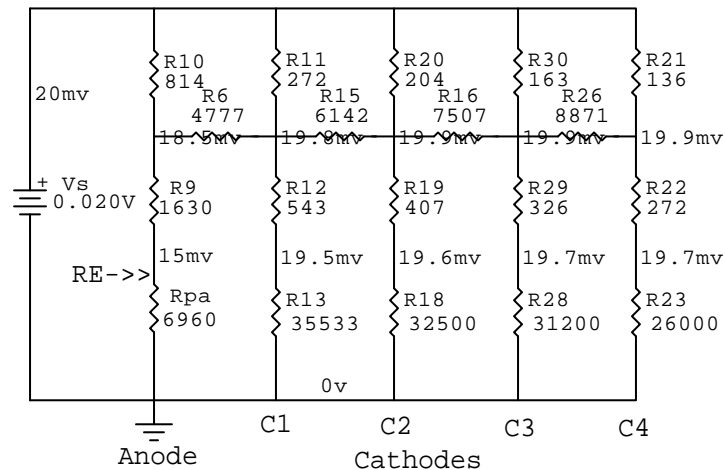 R10
814
R11
272
R20
204
R30
163
R21
136
20mv
R6
4777
R15
6142
R16
7507
R26
8871
18.5mv
19.8mv
19.9mv
19.9mv
19.9mv
+ Vs
0.020V
R9
1630
R12
543
R19
407
R29
326
R22
272
15mv
19.5mv
19.6mv
19.7mv
19.7mv
RE->>
Rpa
6960
R13
35533
R18
32500
R28
31200
R23
26000
0v
C1
C2
C3
C4
Anode
Cathodes